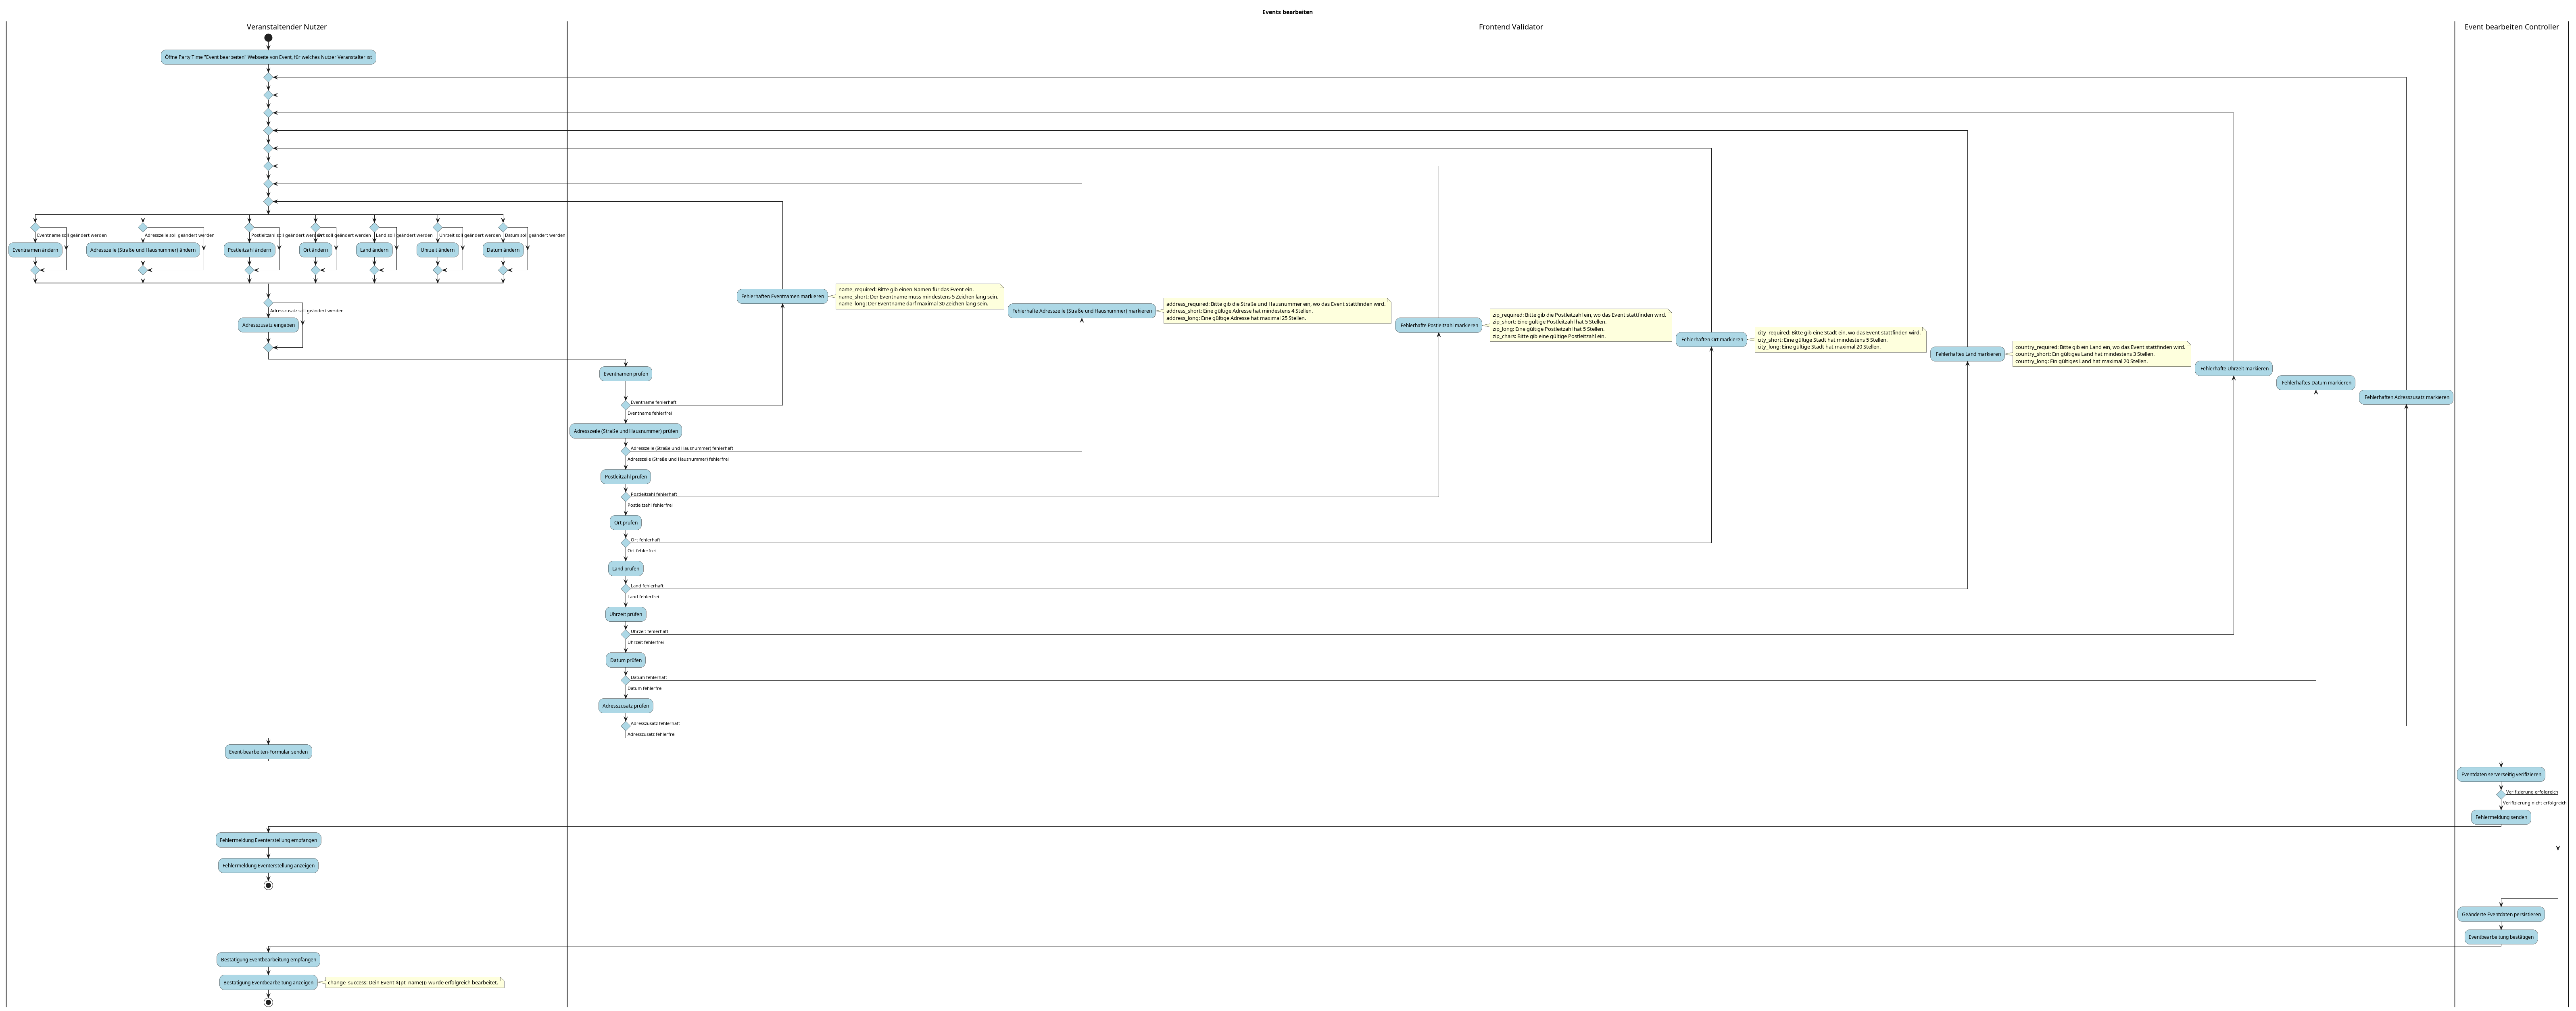 Events bearbeiten
Veranstaltender Nutzer
Frontend Validator
Event bearbeiten Controller
Öffne Party Time "Event bearbeiten" Webseite von Event, für welches Nutzer Veranstalter ist
Eventname soll geändert werden
Adresszeile soll geändert werden
Postleitzahl soll geändert werden
Ort soll geändert werden
Land soll geändert werden
Uhrzeit soll geändert werden
Datum soll geändert werden
Eventnamen ändern
Adresszeile (Straße und Hausnummer) ändern
Postleitzahl ändern
Ort ändern
Land ändern
Uhrzeit ändern
Datum ändern
Adresszusatz soll geändert werden
Adresszusatz eingeben
Fehlerhaften Eventnamen markieren
name_required: Bitte gib einen Namen für das Event ein.
name_short: Der Eventname muss mindestens 5 Zeichen lang sein.
name_long: Der Eventname darf maximal 30 Zeichen lang sein.
Fehlerhafte Adresszeile (Straße und Hausnummer) markieren
address_required: Bitte gib die Straße und Hausnummer ein, wo das Event stattfinden wird.
address_short: Eine gültige Adresse hat mindestens 4 Stellen.
address_long: Eine gültige Adresse hat maximal 25 Stellen.
Fehlerhafte Postleitzahl markieren
zip_required: Bitte gib die Postleitzahl ein, wo das Event stattfinden wird.
zip_short: Eine gültige Postleitzahl hat 5 Stellen.
zip_long: Eine gültige Postleitzahl hat 5 Stellen.
zip_chars: Bitte gib eine gültige Postleitzahl ein.
Fehlerhaften Ort markieren
city_required: Bitte gib eine Stadt ein, wo das Event stattfinden wird.
city_short: Eine gültige Stadt hat mindestens 5 Stellen.
city_long: Eine gültige Stadt hat maximal 20 Stellen.
Fehlerhaftes Land markieren
country_required: Bitte gib ein Land ein, wo das Event stattfinden wird.
country_short: Ein gültiges Land hat mindestens 3 Stellen.
country_long: Ein gültiges Land hat maximal 20 Stellen.
Fehlerhafte Uhrzeit markieren
Fehlerhaftes Datum markieren
Fehlerhaften Adresszusatz markieren
Eventnamen prüfen
Eventname fehlerhaft
Eventname fehlerfrei
Adresszeile (Straße und Hausnummer) prüfen
Adresszeile (Straße und Hausnummer) fehlerhaft
Adresszeile (Straße und Hausnummer) fehlerfrei
Postleitzahl prüfen
Postleitzahl fehlerhaft
Postleitzahl fehlerfrei
Ort prüfen
Ort fehlerhaft
Ort fehlerfrei
Land prüfen
Land fehlerhaft
Land fehlerfrei
Uhrzeit prüfen
Uhrzeit fehlerhaft
Uhrzeit fehlerfrei
Datum prüfen
Datum fehlerhaft
Datum fehlerfrei
Adresszusatz prüfen
Adresszusatz fehlerhaft
Adresszusatz fehlerfrei
Event-bearbeiten-Formular senden
Eventdaten serverseitig verifizieren
Verifizierung erfolgreich
Verifizierung nicht erfolgreich
Fehlermeldung senden
Fehlermeldung Eventerstellung empfangen
Fehlermeldung Eventerstellung anzeigen
Geänderte Eventdaten persistieren
Eventbearbeitung bestätigen
Bestätigung Eventbearbeitung empfangen
Bestätigung Eventbearbeitung anzeigen
change_success: Dein Event ${pt_name()} wurde erfolgreich bearbeitet.